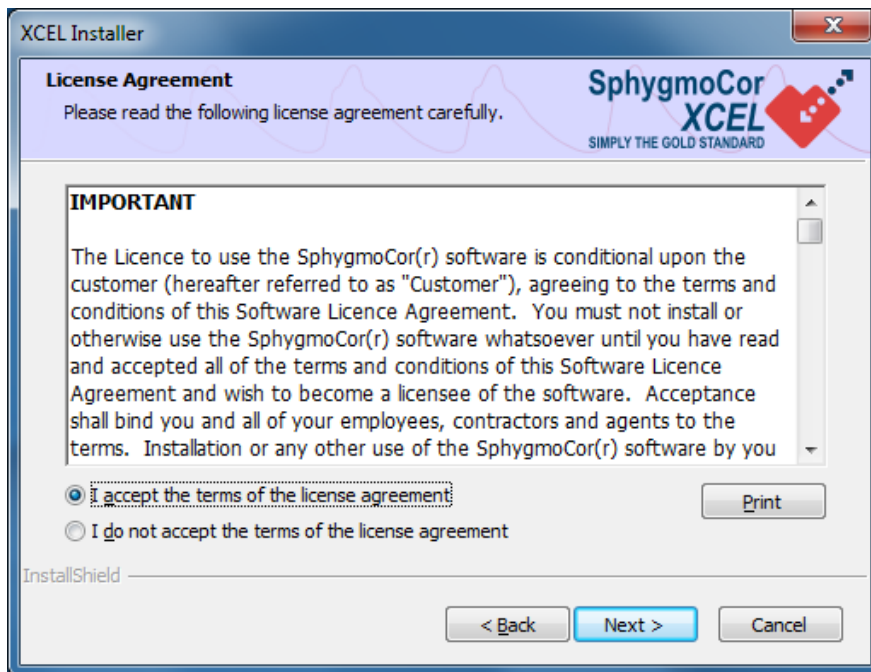 XCEL Installer
License Agreement
Please read the following license agreement carefully.
SphygmoCor
XCEL
SIMPLY THE GOLD STANDARD
IMPORTANT
The Licence to use the SphygmoCor(r) software is conditional upon the
customer (hereafter referred to as "Customer"), agreeing to the terms and
conditions of this Software Licence Agreement.  You must not install or
otherwise use the SphygmoCor(r) software whatsoever until you have read
and accepted all of the terms and conditions of this Software Licence
Agreement and wish to become a licensee of the software.  Acceptance
shall bind you and all of your employees, contractors and agents to the
terms.  Installation or any other use of the SphygmoCor(r) software by you
I accept the terms of the license agreement
Print
I do not accept the terms of the license agreement
InstallShield
< Back
Next >
Cancel